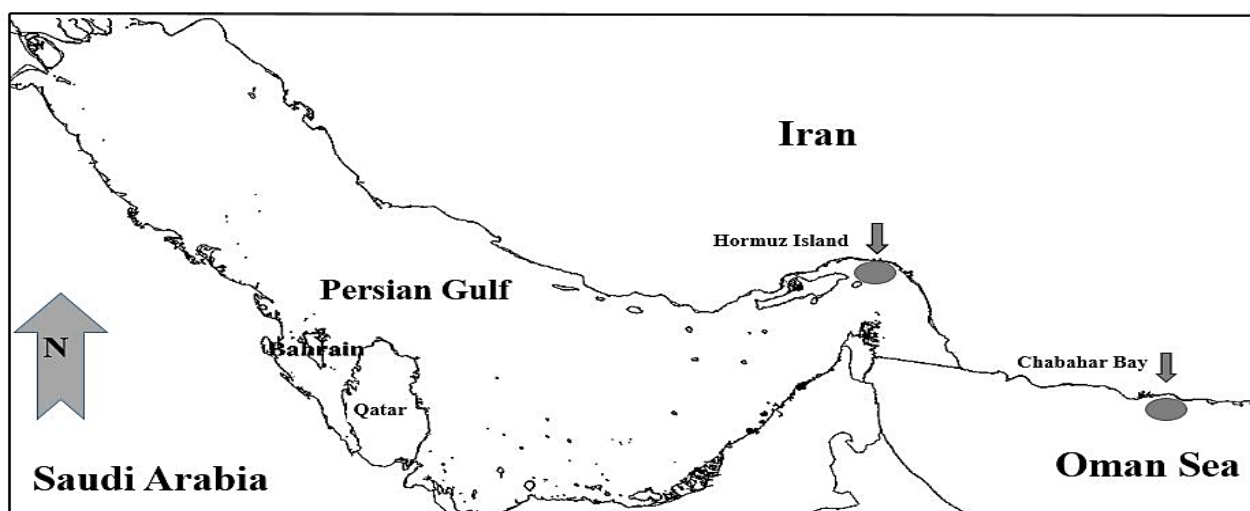 Iran
Hormuz Island
Persian Gulf
N
Bahrain
Chabahar Bay
Qatar
Saudi Arabia
Oman Sea